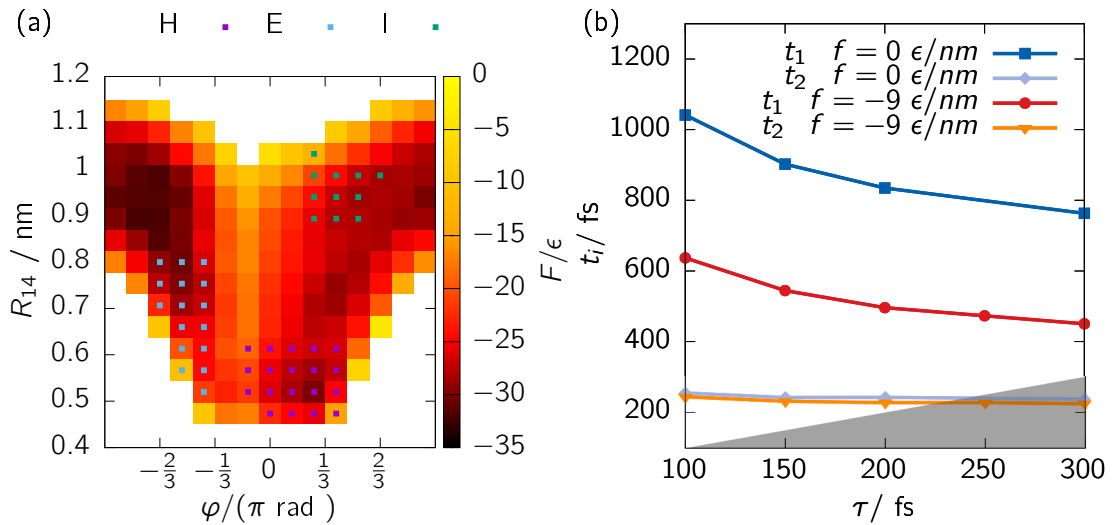 (a) H E I
1.2
1.1
1
0.9
0.8
0.7
0.6
0.5
0.4
R₁₄ / nm
−2/3 −1/3 0 1/3 2/3
φ/(π rad )
0
−5
−10
−15
−20
−25
−30
−35
F/ϵ
(b)
t₁ f = 0 ϵ/nm
t₂ f = 0 ϵ/nm
t₁ f = −9 ϵ/nm
t₂ f = −9 ϵ/nm
1200
1000
800
600
400
200
tᵢ/ fs
100 150 200 250 300
τ/ fs